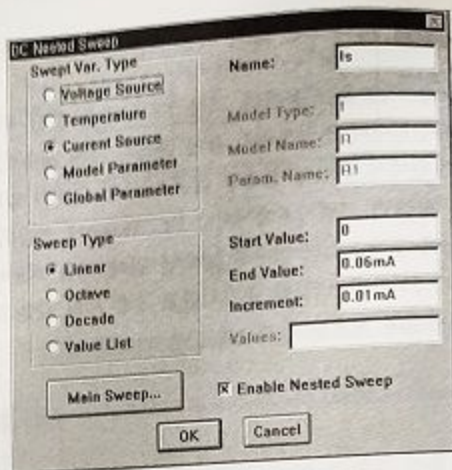 DC Nested Sweep
Swept Var. Type
Voltage Source
Temperature
Current Source
Model Parameter
Global Parameter
Name: Is
Model Type: I
Model Name: R
Param. Name: R1
Sweep Type
Linear
Octave
Decade
Value List
Start Value: 0
End Value: 0.06mA
Increment: 0.01mA
Values:
Main Sweep...
Enable Nested Sweep
OK
Cancel